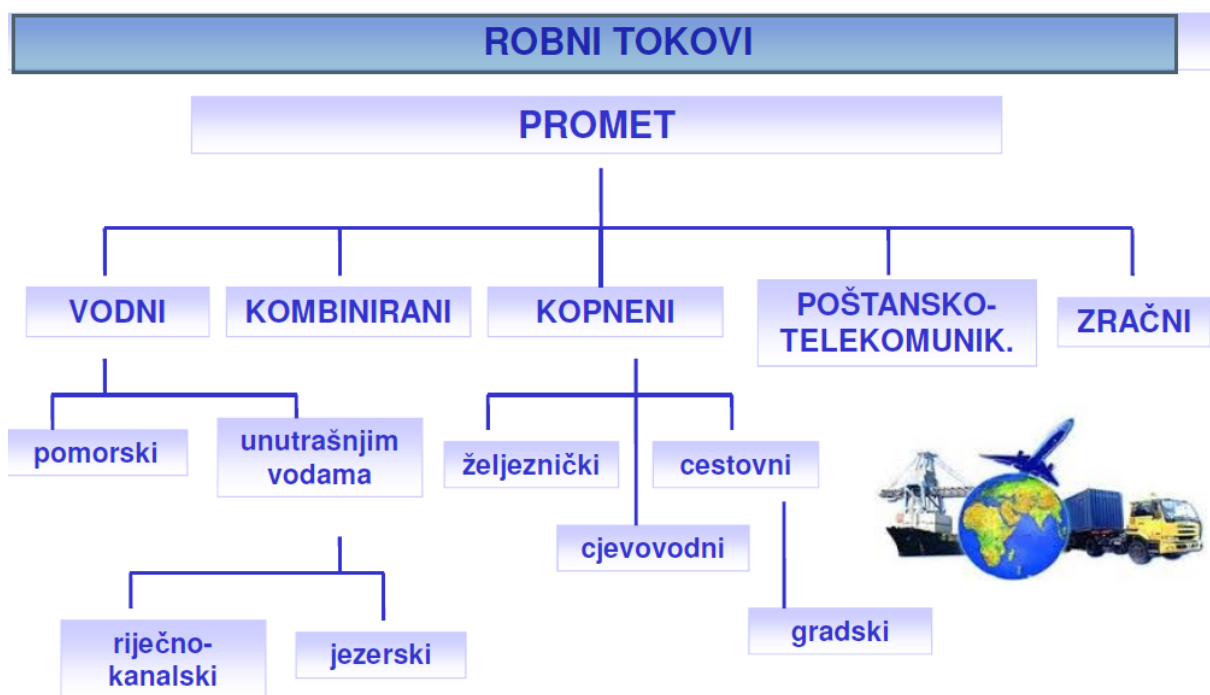 ROBNI TOKOVI
PROMET
VODNI
KOMBINIRANI
KOPNENI
POŠTANSKO-
TELEKOMUNIK.
ZRAČNI
pomorski
unutrašnjim
vodama
željeznički
cestovni
cjevovodni
riječno-
kanalski
jezerski
gradski